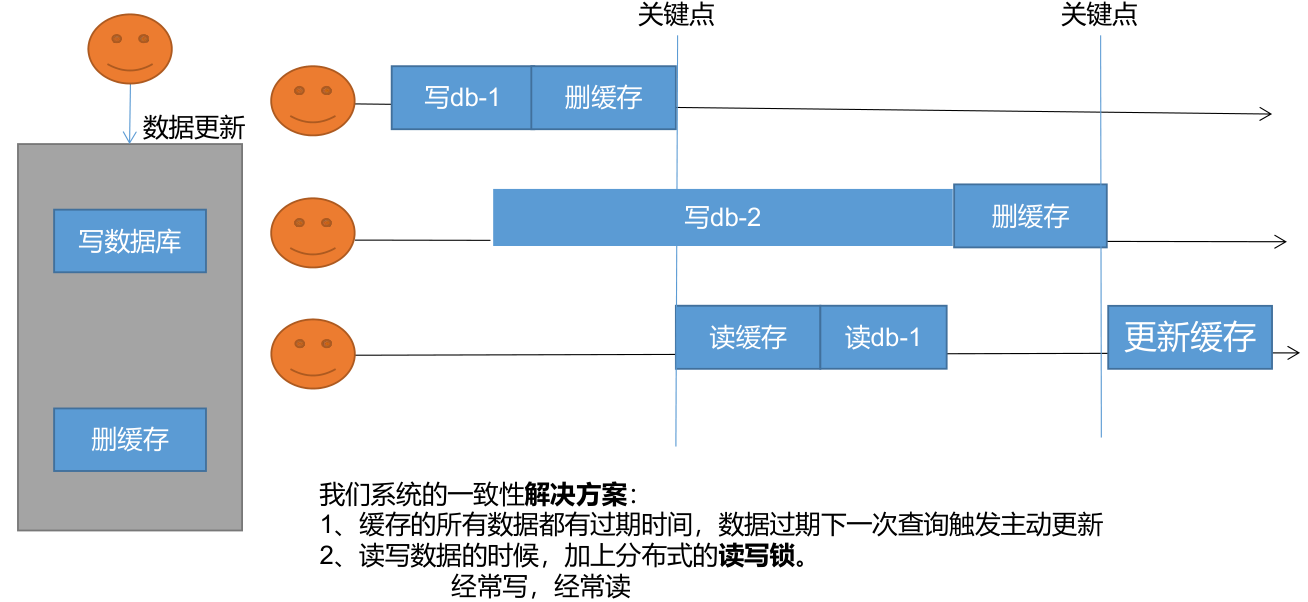 关键点
关键点
数据更新
写数据库
删缓存
写db-1
删缓存
写db-2
删缓存
读缓存
读db-1
更新缓存
我们系统的一致性解决方案：
1、缓存的所有数据都有过期时间，数据过期下一次查询触发主动更新
2、读写数据的时候，加上分布式的读写锁。
经常写，经常读